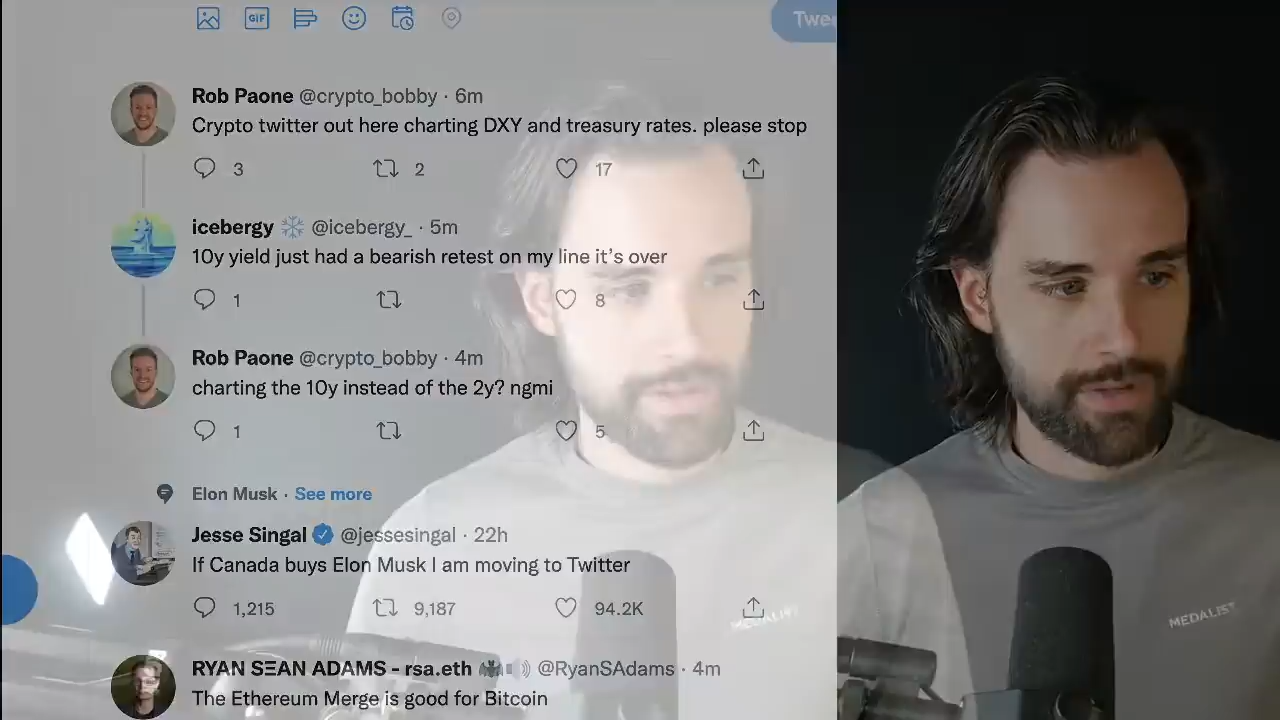 GIF
Rob Paone @crypto_bobby · 6m
Crypto twitter out here charting DXY and treasury rates. please stop
3 2 17
icebergy @icebergy_ · 5m
10y yield just had a bearish retest on my line it’s over
1 8
Rob Paone @crypto_bobby · 4m
charting the 10y instead of the 2y? ngmi
1 5
Elon Musk · See more
Jesse Singal @jessesingal · 22h
If Canada buys Elon Musk I am moving to Twitter
1,215 9,187 94.2K
MEDALIST
MEDALIST
RYAN SΞAN ADAMS - rsa.eth @RyanSAdams · 4m
The Ethereum Merge is good for Bitcoin